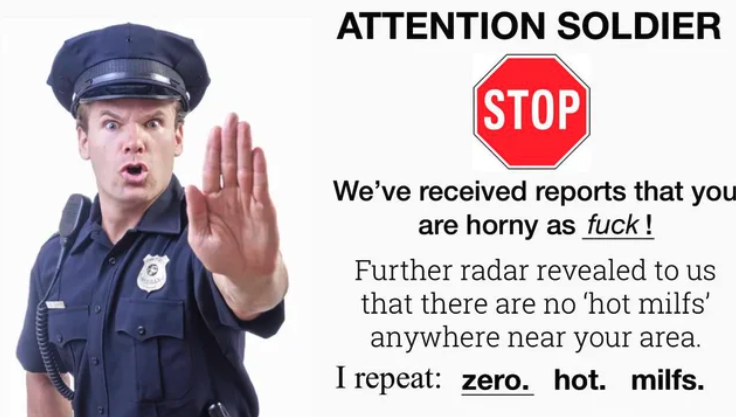 ATTENTION SOLDIER
STOP
We’ve received reports that you
are horny as fuck!
Further radar revealed to us
that there are no ‘hot milfs’
anywhere near your area.
I repeat: zero. hot. milfs.